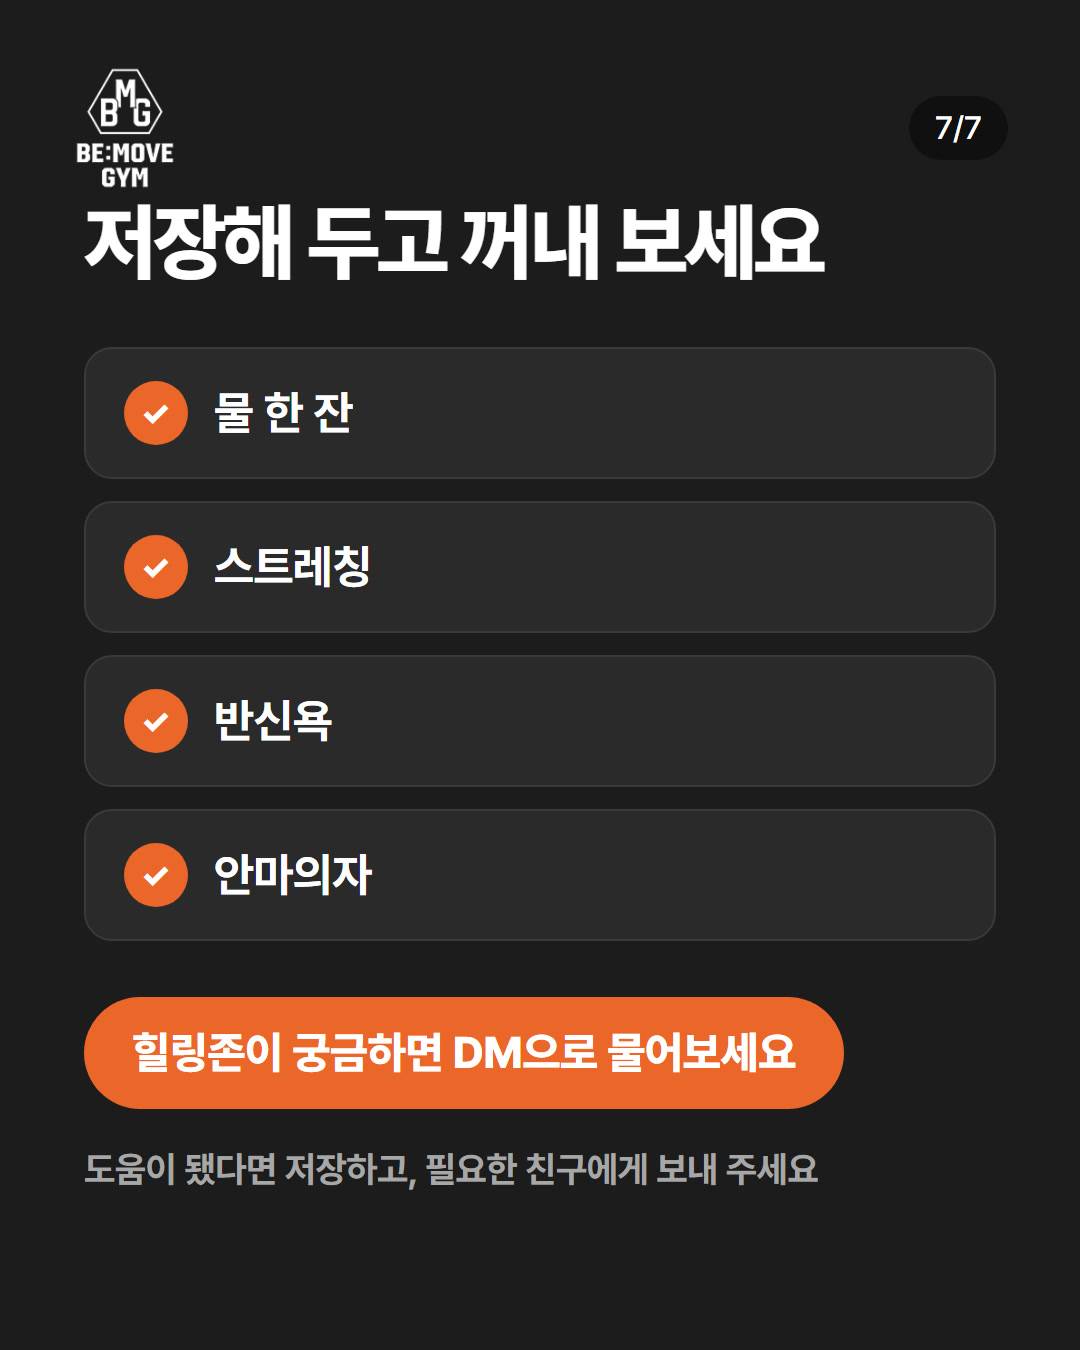 BMG
BE:MOVE
GYM
7/7
저장해 두고 꺼내 보세요
물 한 잔
스트레칭
반신욕
안마의자
힐링존이 궁금하면 DM으로 물어보세요
도움이 됐다면 저장하고, 필요한 친구에게 보내 주세요